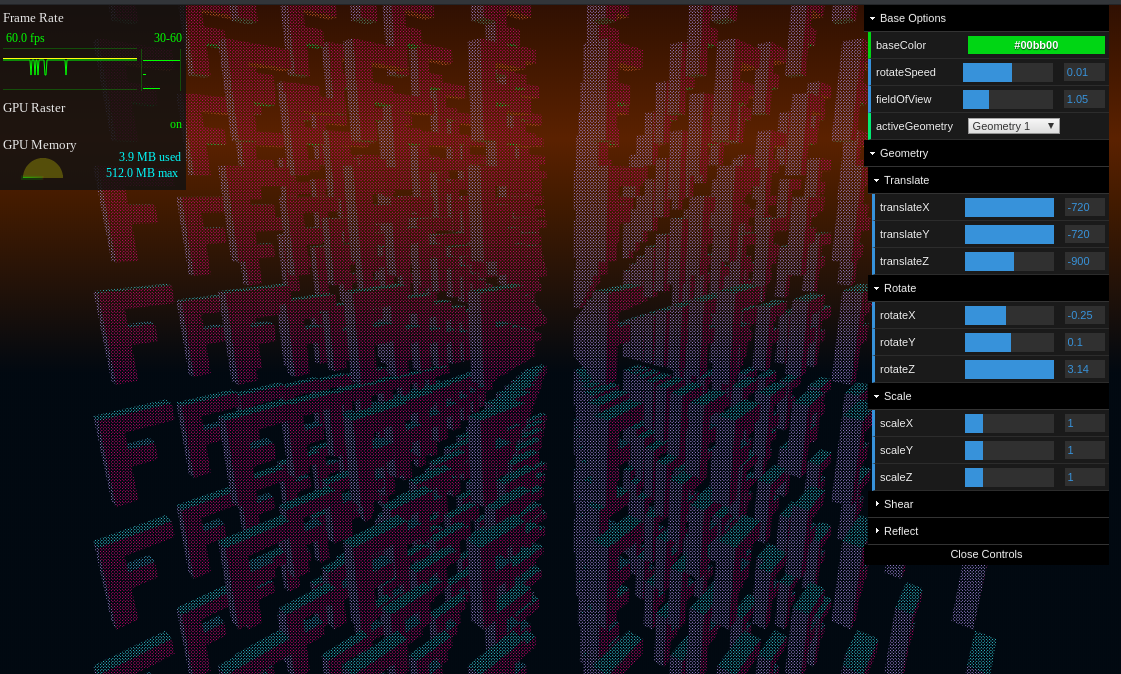 Frame Rate
60.0 fps 30-60
GPU Raster
on
GPU Memory
3.9 MB used
512.0 MB max
Base Options
baseColor #00bb00
rotateSpeed 0.01
fieldOfView 1.05
activeGeometry Geometry 1
Geometry
Translate
translateX -720
translateY -720
translateZ -900
Rotate
rotateX -0.25
rotateY 0.1
rotateZ 3.14
Scale
scaleX 1
scaleY 1
scaleZ 1
Shear
Reflect
Close Controls